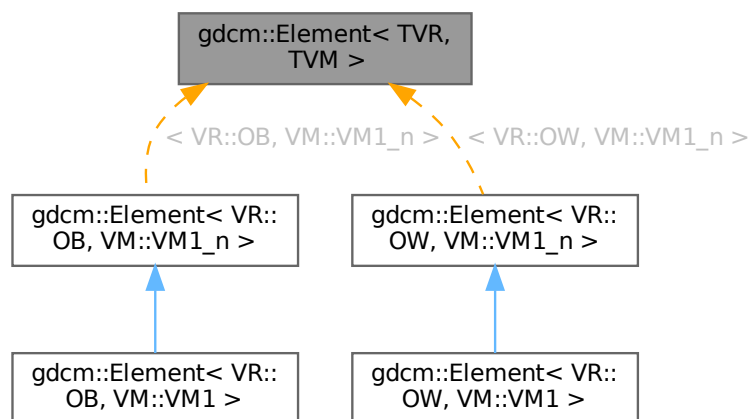 gdcm::Element< TVR,
TVM >
< VR::OB, VM::VM1_n >
< VR::OW, VM::VM1_n >
gdcm::Element< VR::
OB, VM::VM1_n >
gdcm::Element< VR::
OW, VM::VM1_n >
gdcm::Element< VR::
OB, VM::VM1 >
gdcm::Element< VR::
OW, VM::VM1 >